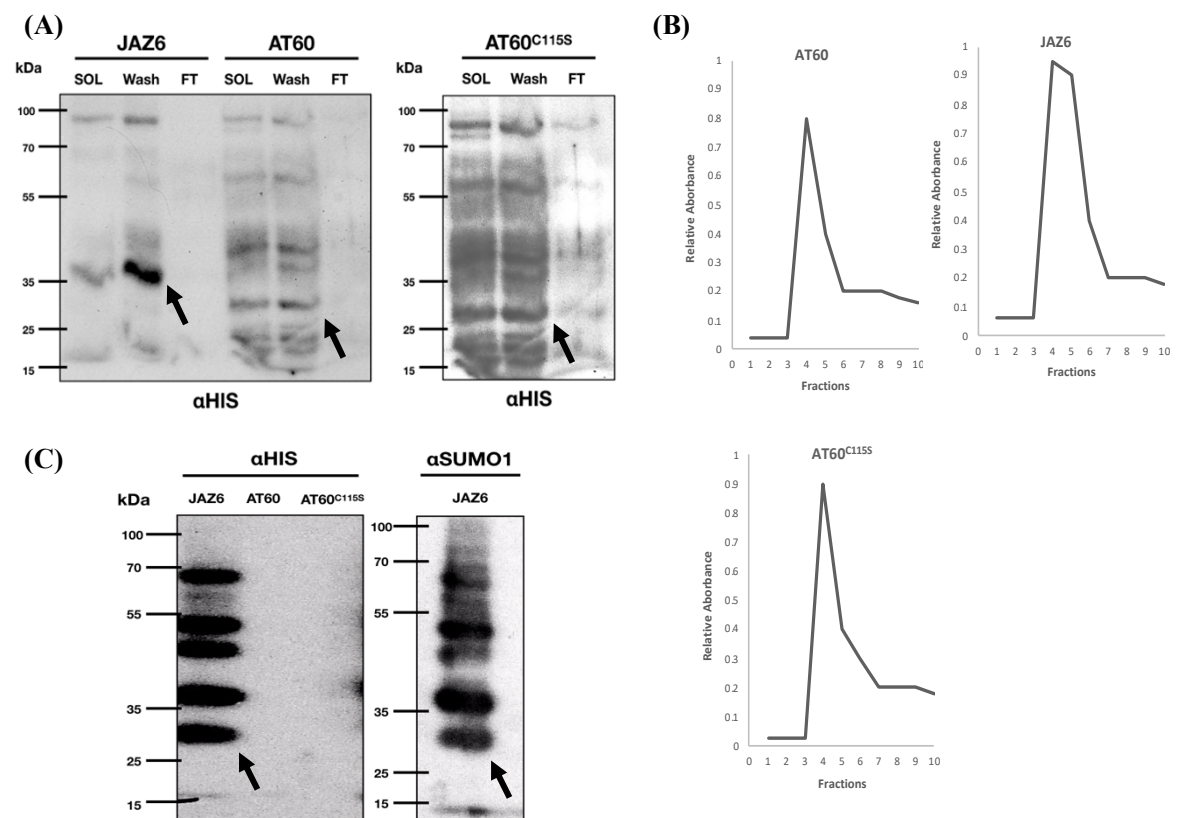 (A)
JAZ6 AT60 AT60C115S
kDa SOL Wash FT SOL Wash FT kDa SOL Wash FT
100 100
70 70
55 55
35 35
25 25
15 15
αHIS αHIS
(B)
AT60
Relative Aborbance
1
0.9
0.8
0.7
0.6
0.5
0.4
0.3
0.2
0.1
0
0 1 2 3 4 5 6 7 8 9 10
Fractions
JAZ6
Relative Aborbance
1
0.9
0.8
0.7
0.6
0.5
0.4
0.3
0.2
0.1
0
0 1 2 3 4 5 6 7 8 9 10
Fractions
(C)
αHIS αSUMO1
kDa JAZ6 AT60 AT60C115S JAZ6
100 100
70 70
55 55
35 35
25 25
15 15
AT60C115S
Relative Aborbance
1
0.9
0.8
0.7
0.6
0.5
0.4
0.3
0.2
0.1
0
0 1 2 3 4 5 6 7 8 9 10
Fractions